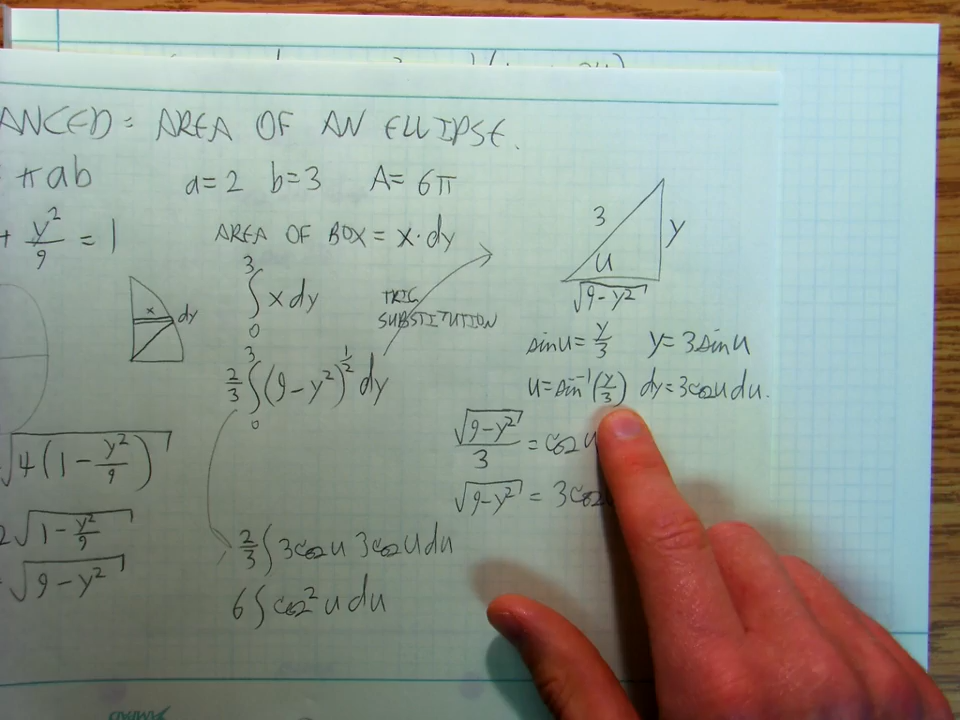 ANCED = AREA OF AN ELLIPSE.
πab a=2 b=3 A= 6π
+ y²/9 = 1
AREA OF BOX = x·dy
3
y
u
√(9-y²)
∫₀³ x dy
x
dy
TRIG
SUBSTITUTION
2/3 ∫₀³ (9-y²)^(1/2) dy
sin u = y/3 y = 3 sin u
u = sin⁻¹(y/3) dy = 3 cos u du.
√(9-y²)/3 = cos u
√(9-y²) = 3 cos
√(4(1-y²/9))
2√(1-y²/9)
√(9-y²)
2/3 ∫ 3 cos u 3 cos u du
6 ∫ cos² u du